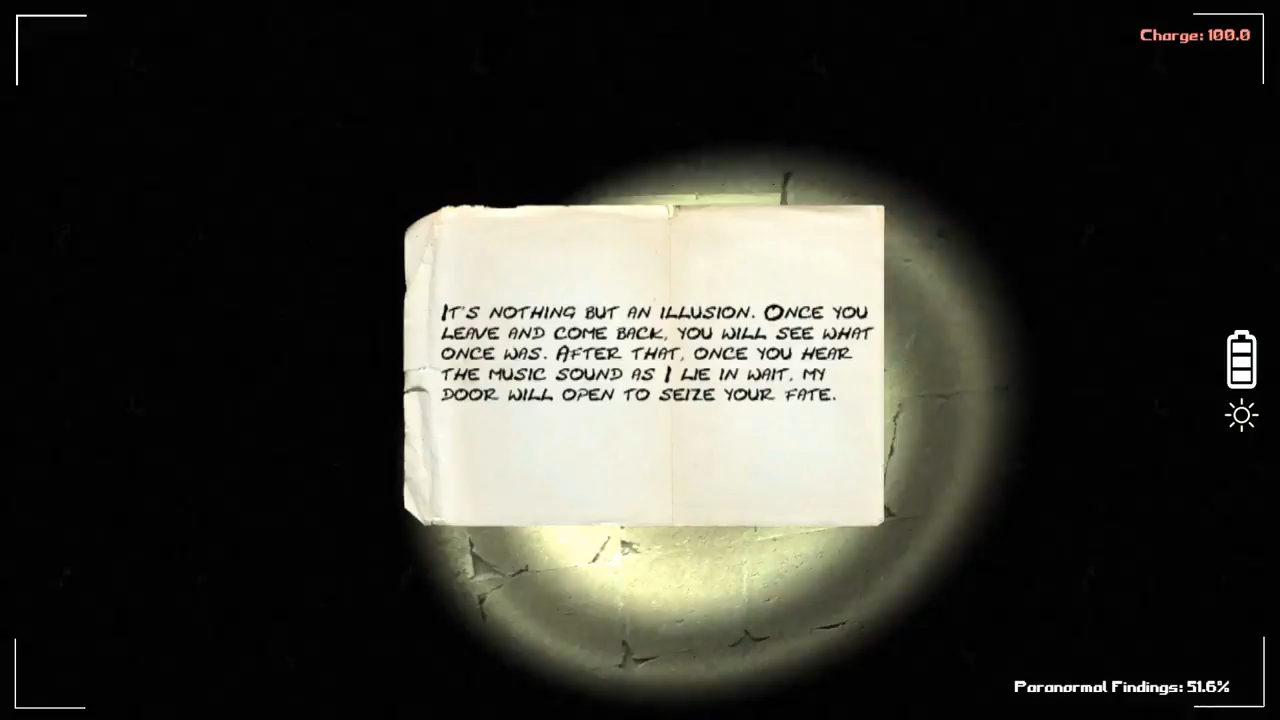 Charge: 100.0
It's nothing but an illusion. Once you
leave and come back, you will see what
once was. After that, once you hear
the music sound as I lie in wait, my
door will open to seize your fate.
Paranormal Findings: 51.6%